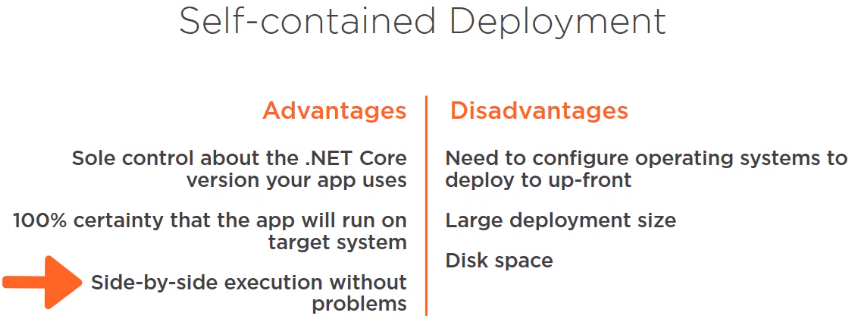 Self-contained Deployment
Advantages
Sole control about the .NET Core
version your app uses
100% certainty that the app will run on
target system
Side-by-side execution without
problems
Disadvantages
Need to configure operating systems to
deploy to up-front
Large deployment size
Disk space